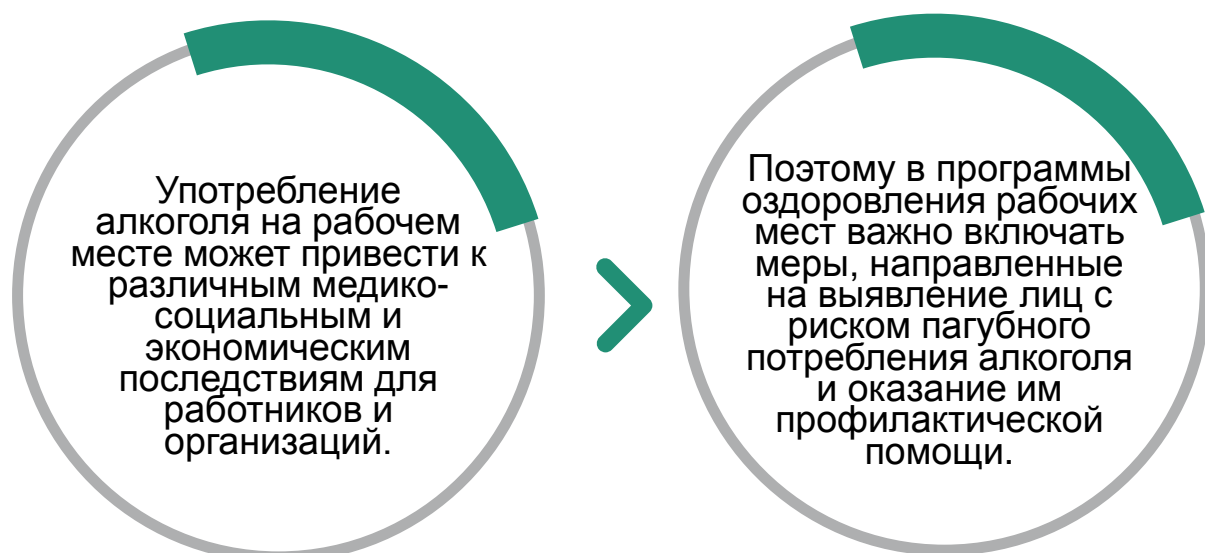 Употребление
алкоголя на рабочем
месте может привести к
различным медико-
социальным и
экономическим
последствиям для
работников и
организаций.
Поэтому в программы
оздоровления рабочих
мест важно включать
меры, направленные
на выявление лиц с
риском пагубного
потребления алкоголя
и оказание им
профилактической
помощи.